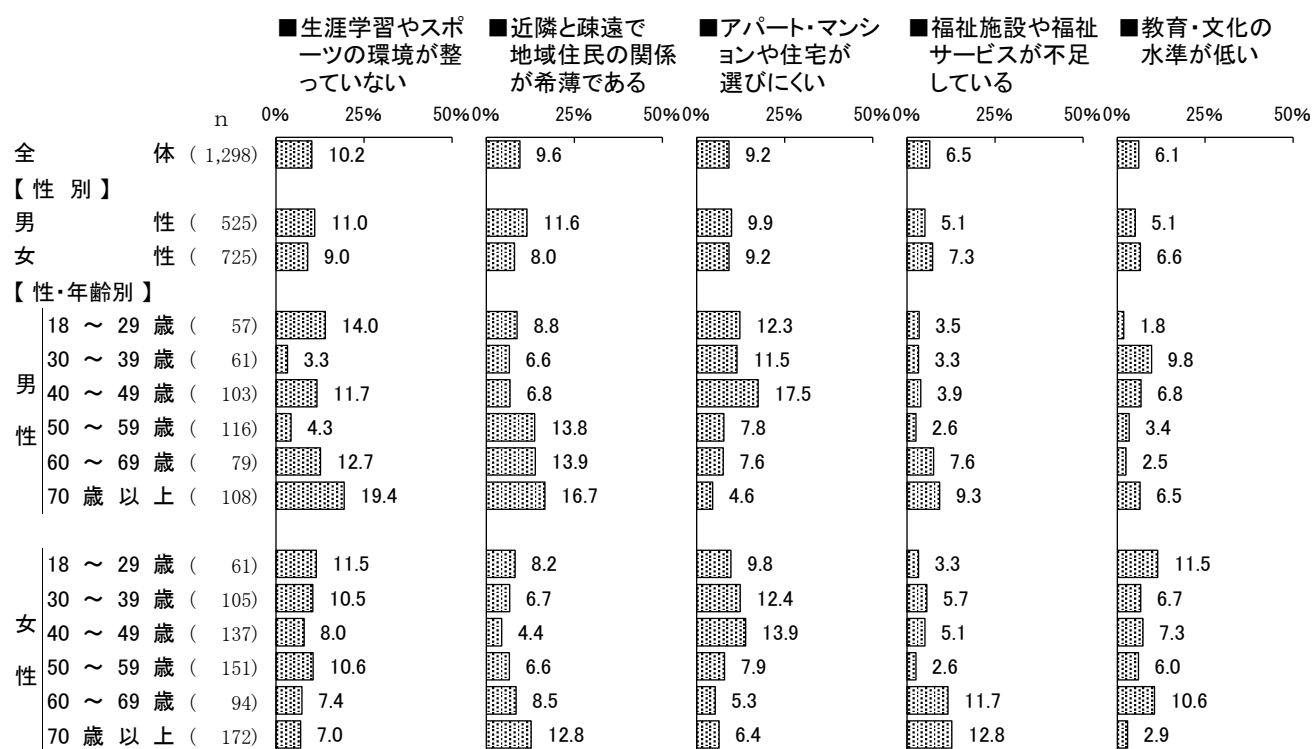 ■生涯学習やスポ
ーツの環境が整
っていない
■近隣と疎遠で
地域住民の関係
が希薄である
■アパート・マンシ
ョンや住宅が
選びにくい
■福祉施設や福祉
サービスが不足
している
■教育・文化の
水準が低い
n 0% 25% 50% 0% 25% 50% 0% 25% 50% 0% 25% 50% 0% 25% 50%
全体 ( 1,298) 10.2 9.6 9.2 6.5 6.1
【 性 別 】
男性 ( 525) 11.0 11.6 9.9 5.1 5.1
女性 ( 725) 9.0 8.0 9.2 7.3 6.6
【 性・年齢別 】
男性
18 ～ 29 歳 ( 57) 14.0 8.8 12.3 3.5 1.8
30 ～ 39 歳 ( 61) 3.3 6.6 11.5 3.3 9.8
40 ～ 49 歳 ( 103) 11.7 6.8 17.5 3.9 6.8
50 ～ 59 歳 ( 116) 4.3 13.8 7.8 2.6 3.4
60 ～ 69 歳 ( 79) 12.7 13.9 7.6 7.6 2.5
70 歳 以 上 ( 108) 19.4 16.7 4.6 9.3 6.5
女性
18 ～ 29 歳 ( 61) 11.5 8.2 9.8 3.3 11.5
30 ～ 39 歳 ( 105) 10.5 6.7 12.4 5.7 6.7
40 ～ 49 歳 ( 137) 8.0 4.4 13.9 5.1 7.3
50 ～ 59 歳 ( 151) 10.6 6.6 7.9 2.6 6.0
60 ～ 69 歳 ( 94) 7.4 8.5 5.3 11.7 10.6
70 歳 以 上 ( 172) 7.0 12.8 6.4 12.8 2.9